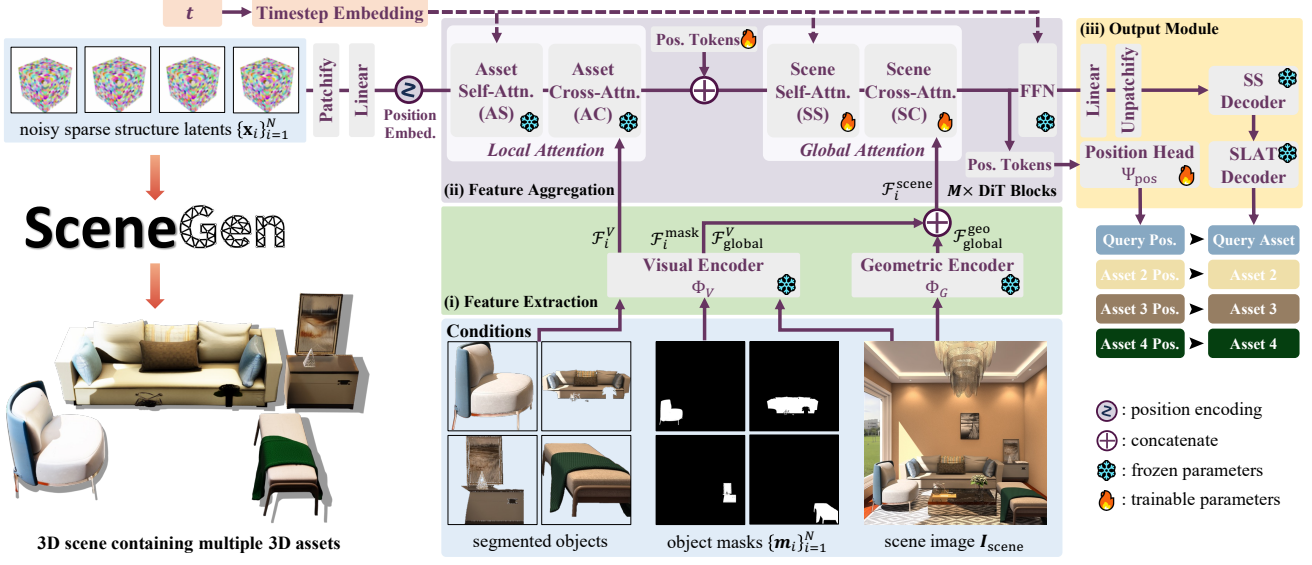 t
Timestep Embedding
noisy sparse structure latents {x_i}_{i=1}^N
Patchify
Linear
Position
Embed.
Asset
Self-Attn.
(AS)
Asset
Cross-Attn.
(AC)
Local Attention
Pos. Tokens
Scene
Self-Attn.
(SS)
Scene
Cross-Attn.
(SC)
Global Attention
FFN
Pos. Tokens
(ii) Feature Aggregation
M× DiT Blocks
(iii) Output Module
Linear
Unpatchify
SS
Decoder
SLAT
Decoder
Position Head
Ψ_pos
Query Pos.
Query Asset
Asset 2 Pos.
Asset 2
Asset 3 Pos.
Asset 3
Asset 4 Pos.
Asset 4
SceneGen
F_i^V
F_i^mask
F_global^V
F_i^scene
F_global^geo
Visual Encoder
Φ_V
Geometric Encoder
Φ_G
(i) Feature Extraction
Conditions
segmented objects
object masks {m_i}_{i=1}^N
scene image I_scene
: position encoding
: concatenate
: frozen parameters
: trainable parameters
3D scene containing multiple 3D assets